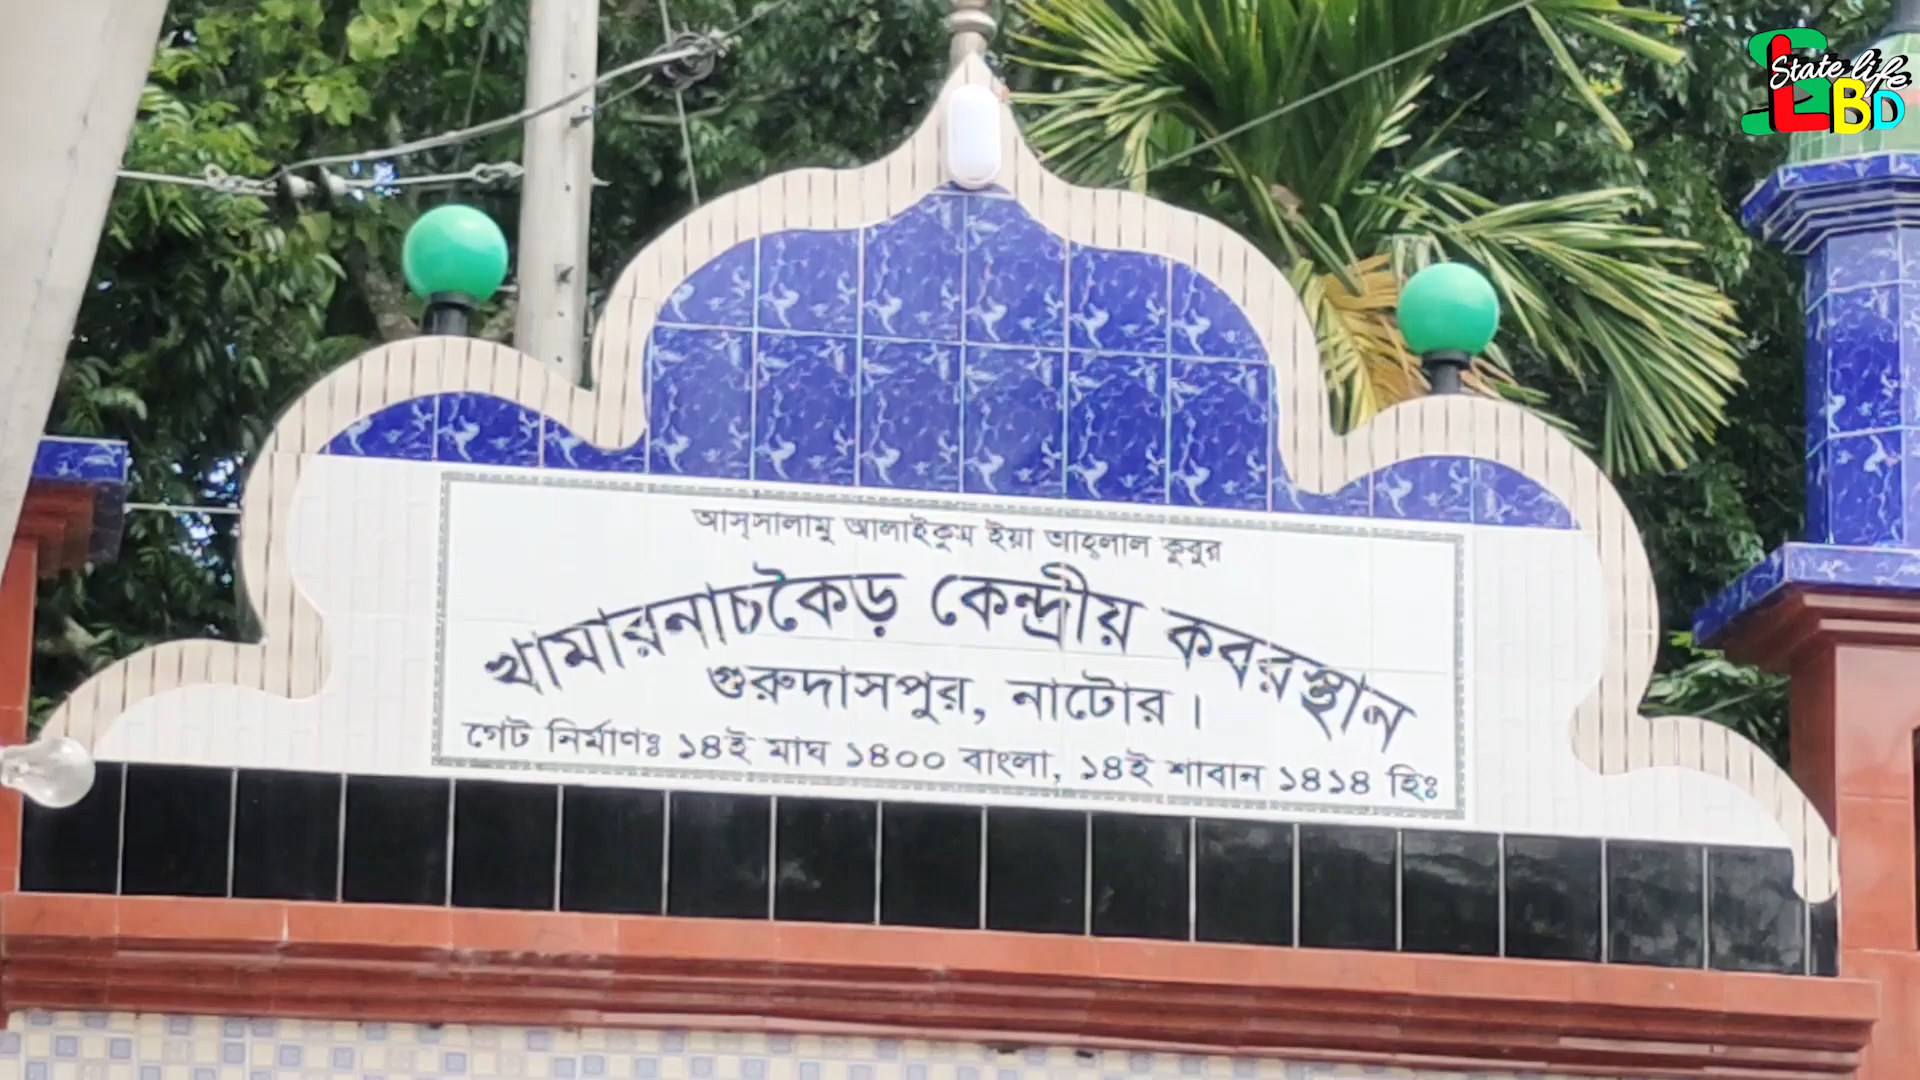 State life
BD
আস্‌সালামু আলাইকুম ইয়া আহ্‌লাল কুবুর
খামারনাচকৈড় কেন্দ্রীয় কবরস্থান
গুরুদাসপুর, নাটোর।
গেট নির্মাণঃ ১৪ই মাঘ ১৪০০ বাংলা, ১৪ই শাবান ১৪১৪ হিঃ